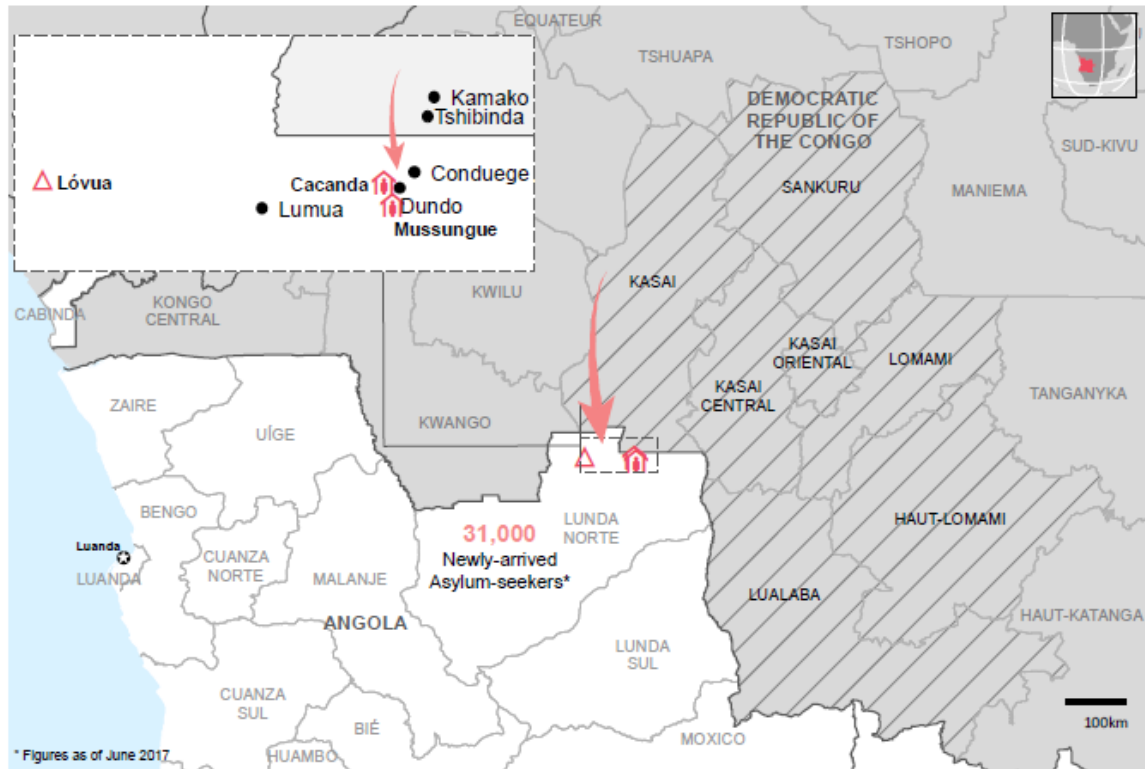 EQUATEUR
TSHUAPA
TSHOPO
Kamako
Tshibinda
DEMOCRATIC
REPUBLIC OF
THE CONGO
SUD-KIVU
Conduege
Lóvua
Cacanda
Lumua
Dundo
Mussungue
SANKURU
MANIEMA
KASAI
KWILU
CABINDA
KONGO
CENTRAL
KASAI
ORIENTAL
LOMAMI
KASAI
CENTRAL
TANGANYKA
ZAIRE
UÍGE
KWANGO
BENGO
31,000
Newly-arrived
Asylum-seekers*
LUNDA
NORTE
HAUT-LOMAMI
Luanda
LUANDA
CUANZA
NORTE
MALANJE
LUALABA
HAUT-KATANGA
ANGOLA
LUNDA
SUL
CUANZA
SUL
BIÉ
MOXICO
100km
* Figures as of June 2017
HUAMBO